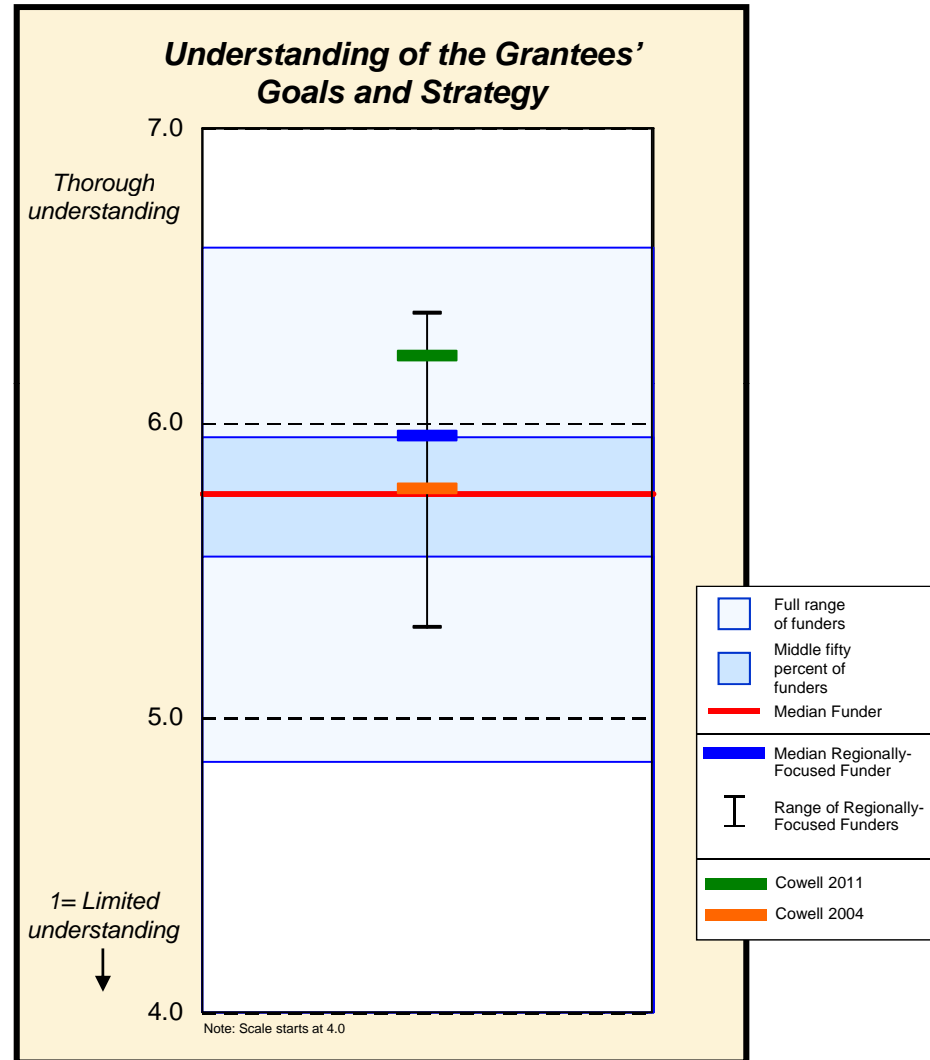 Understanding of the Grantees’
Goals and Strategy
7.0
Thorough
understanding
6.0
5.0
1= Limited
understanding
4.0
Note: Scale starts at 4.0
Full range
of funders
Middle fifty
percent of
funders
Median Funder
Median Regionally-
Focused Funder
Range of Regionally-
Focused Funders
Cowell 2011
Cowell 2004